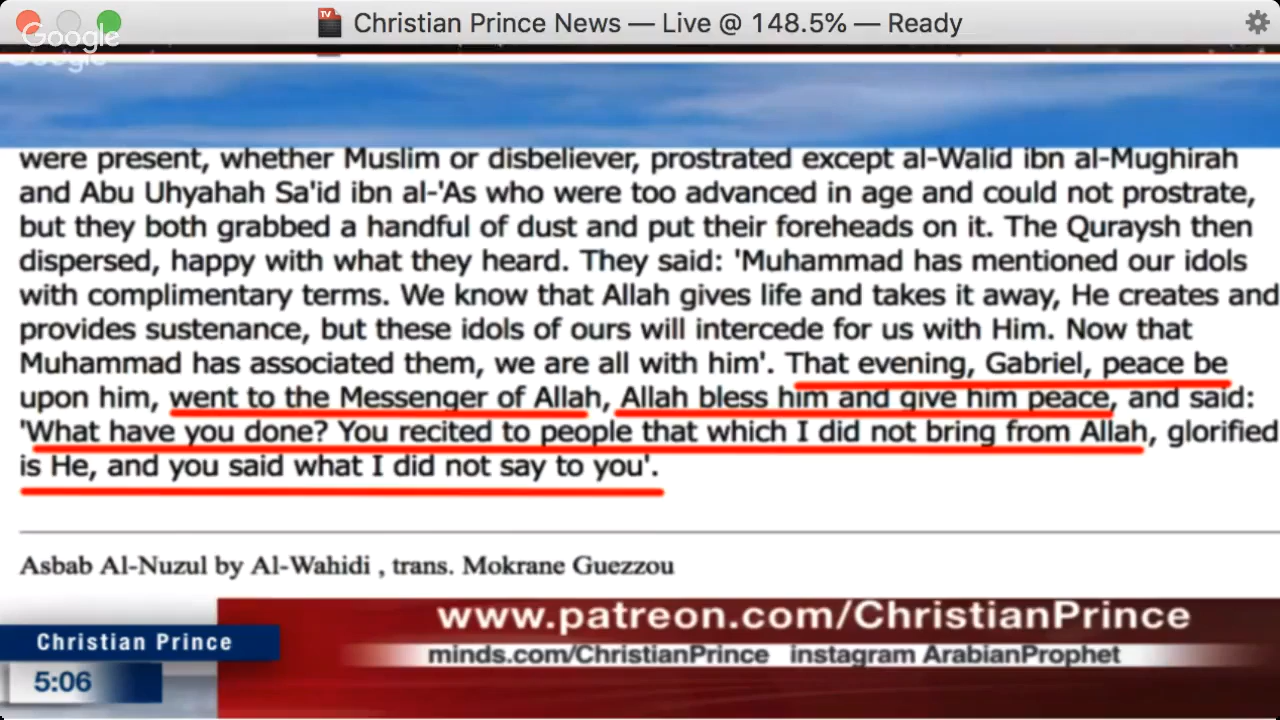 Christian Prince News — Live @ 148.5% — Ready
Google
Google
were present, whether Muslim or disbeliever, prostrated except al-Walid ibn al-Mughirah
and Abu Uhyahah Sa'id ibn al-'As who were too advanced in age and could not prostrate,
but they both grabbed a handful of dust and put their foreheads on it. The Quraysh then
dispersed, happy with what they heard. They said: 'Muhammad has mentioned our idols
with complimentary terms. We know that Allah gives life and takes it away, He creates and
provides sustenance, but these idols of ours will intercede for us with Him. Now that
Muhammad has associated them, we are all with him'. That evening, Gabriel, peace be
upon him, went to the Messenger of Allah, Allah bless him and give him peace, and said:
'What have you done? You recited to people that which I did not bring from Allah, glorified
is He, and you said what I did not say to you'.
Asbab Al-Nuzul by Al-Wahidi , trans. Mokrane Guezzou
www.patreon.com/ChristianPrince
Christian Prince
minds.com/ChristianPrince instagram ArabianProphet
5:06